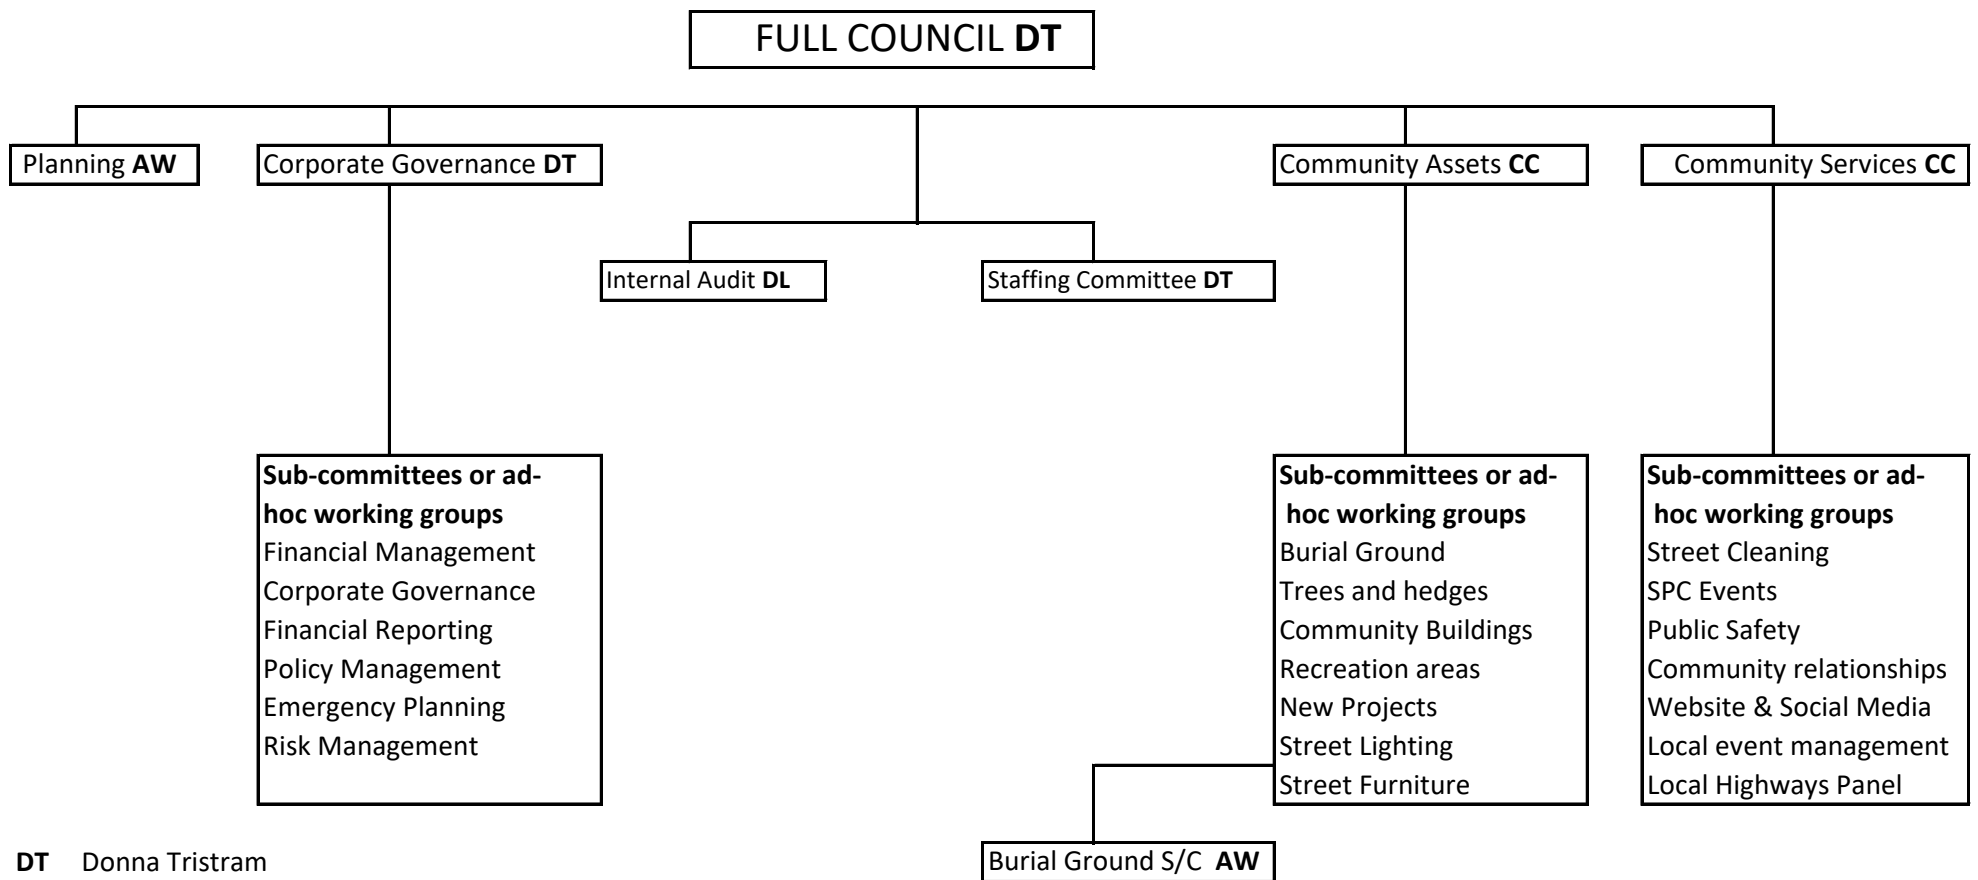 FULL COUNCIL DT
Planning AW
Corporate Governance DT
Community Assets CC
Community Services CC
Internal Audit DL
Staffing Committee DT
Sub-committees or ad-
hoc working groups
Financial Management
Corporate Governance
Financial Reporting
Policy Management
Emergency Planning
Risk Management
Sub-committees or ad-
hoc working groups
Burial Ground
Trees and hedges
Community Buildings
Recreation areas
New Projects
Street Lighting
Street Furniture
Sub-committees or ad-
hoc working groups
Street Cleaning
SPC Events
Public Safety
Community relationships
Website & Social Media
Local event management
Local Highways Panel
Burial Ground S/C AW
DT Donna Tristram